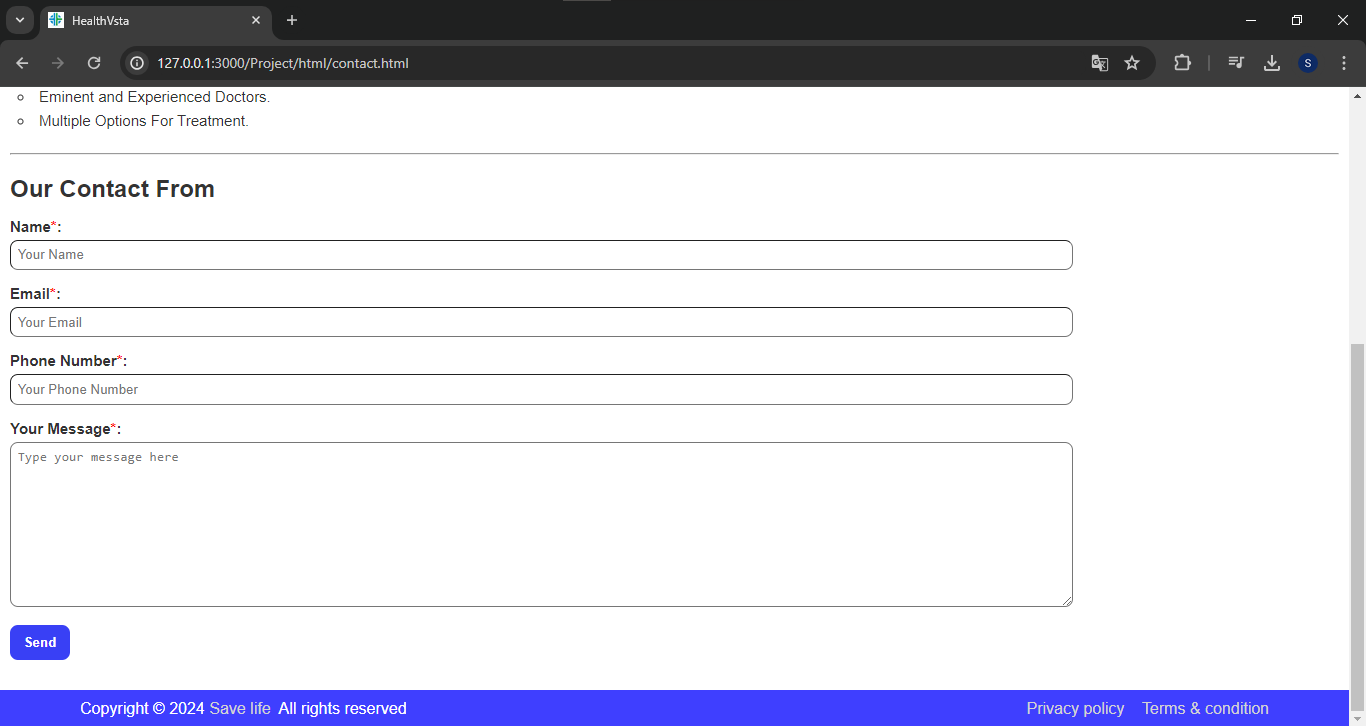 HealthVsta
127.0.0.1:3000/Project/html/contact.html
S
Eminent and Experienced Doctors.
Multiple Options For Treatment.
Our Contact From
Name*:
Your Name
Email*:
Your Email
Phone Number*:
Your Phone Number
Your Message*:
Type your message here
Send
Copyright © 2024 Save life All rights reserved
Privacy policy Terms & condition